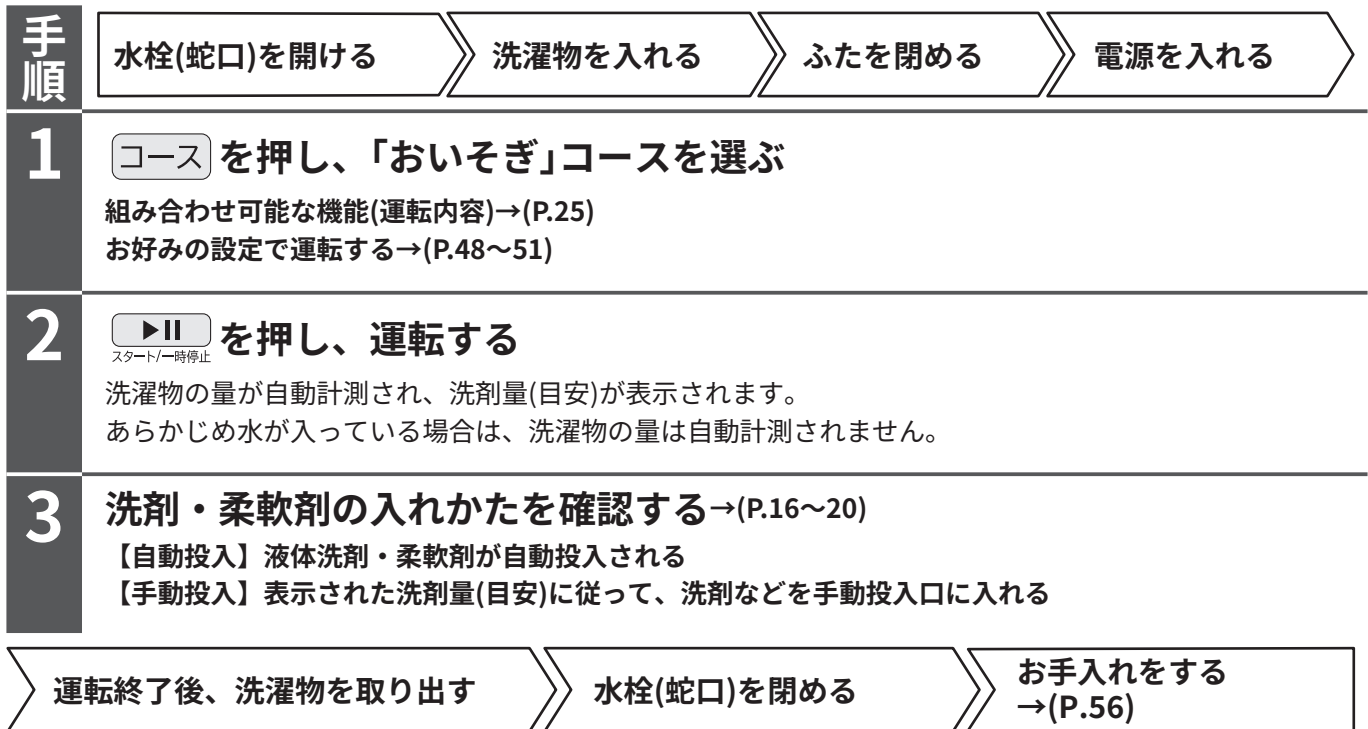 手順
水栓(蛇口)を開ける
洗濯物を入れる
ふたを閉める
電源を入れる
1
コース を押し、「おいそぎ」コースを選ぶ
組み合わせ可能な機能(運転内容)→(P.25)
お好みの設定で運転する→(P.48〜51)
2
▶II を押し、運転する
スタート/一時停止
洗濯物の量が自動計測され、洗剤量(目安)が表示されます。
あらかじめ水が入っている場合は、洗濯物の量は自動計測されません。
3
洗剤・柔軟剤の入れかたを確認する→(P.16〜20)
【自動投入】液体洗剤・柔軟剤が自動投入される
【手動投入】表示された洗剤量(目安)に従って、洗剤などを手動投入口に入れる
運転終了後、洗濯物を取り出す
水栓(蛇口)を閉める
お手入れをする
→(P.56)